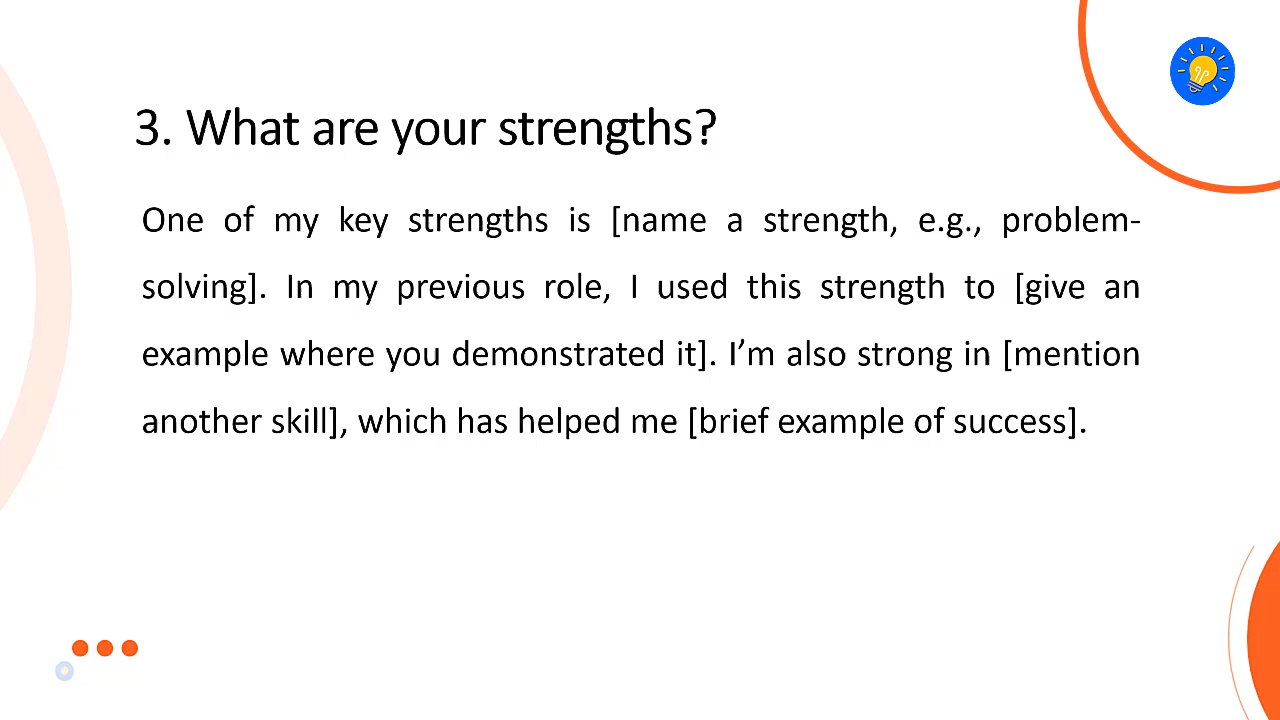 3. What are your strengths?
One of my key strengths is [name a strength, e.g., problem-
solving]. In my previous role, I used this strength to [give an
example where you demonstrated it]. I’m also strong in [mention
another skill], which has helped me [brief example of success].